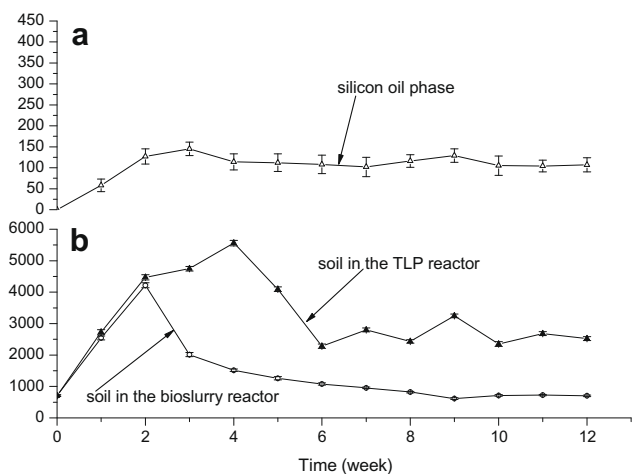 450
a
400
350
300
silicon oil phase
250
200
150
100
50
0
6000
b
5000
soil in the TLP reactor
4000
3000
2000
1000
soil in the bioslurry reactor
0
0 2 4 6 8 10 12
Time (week)